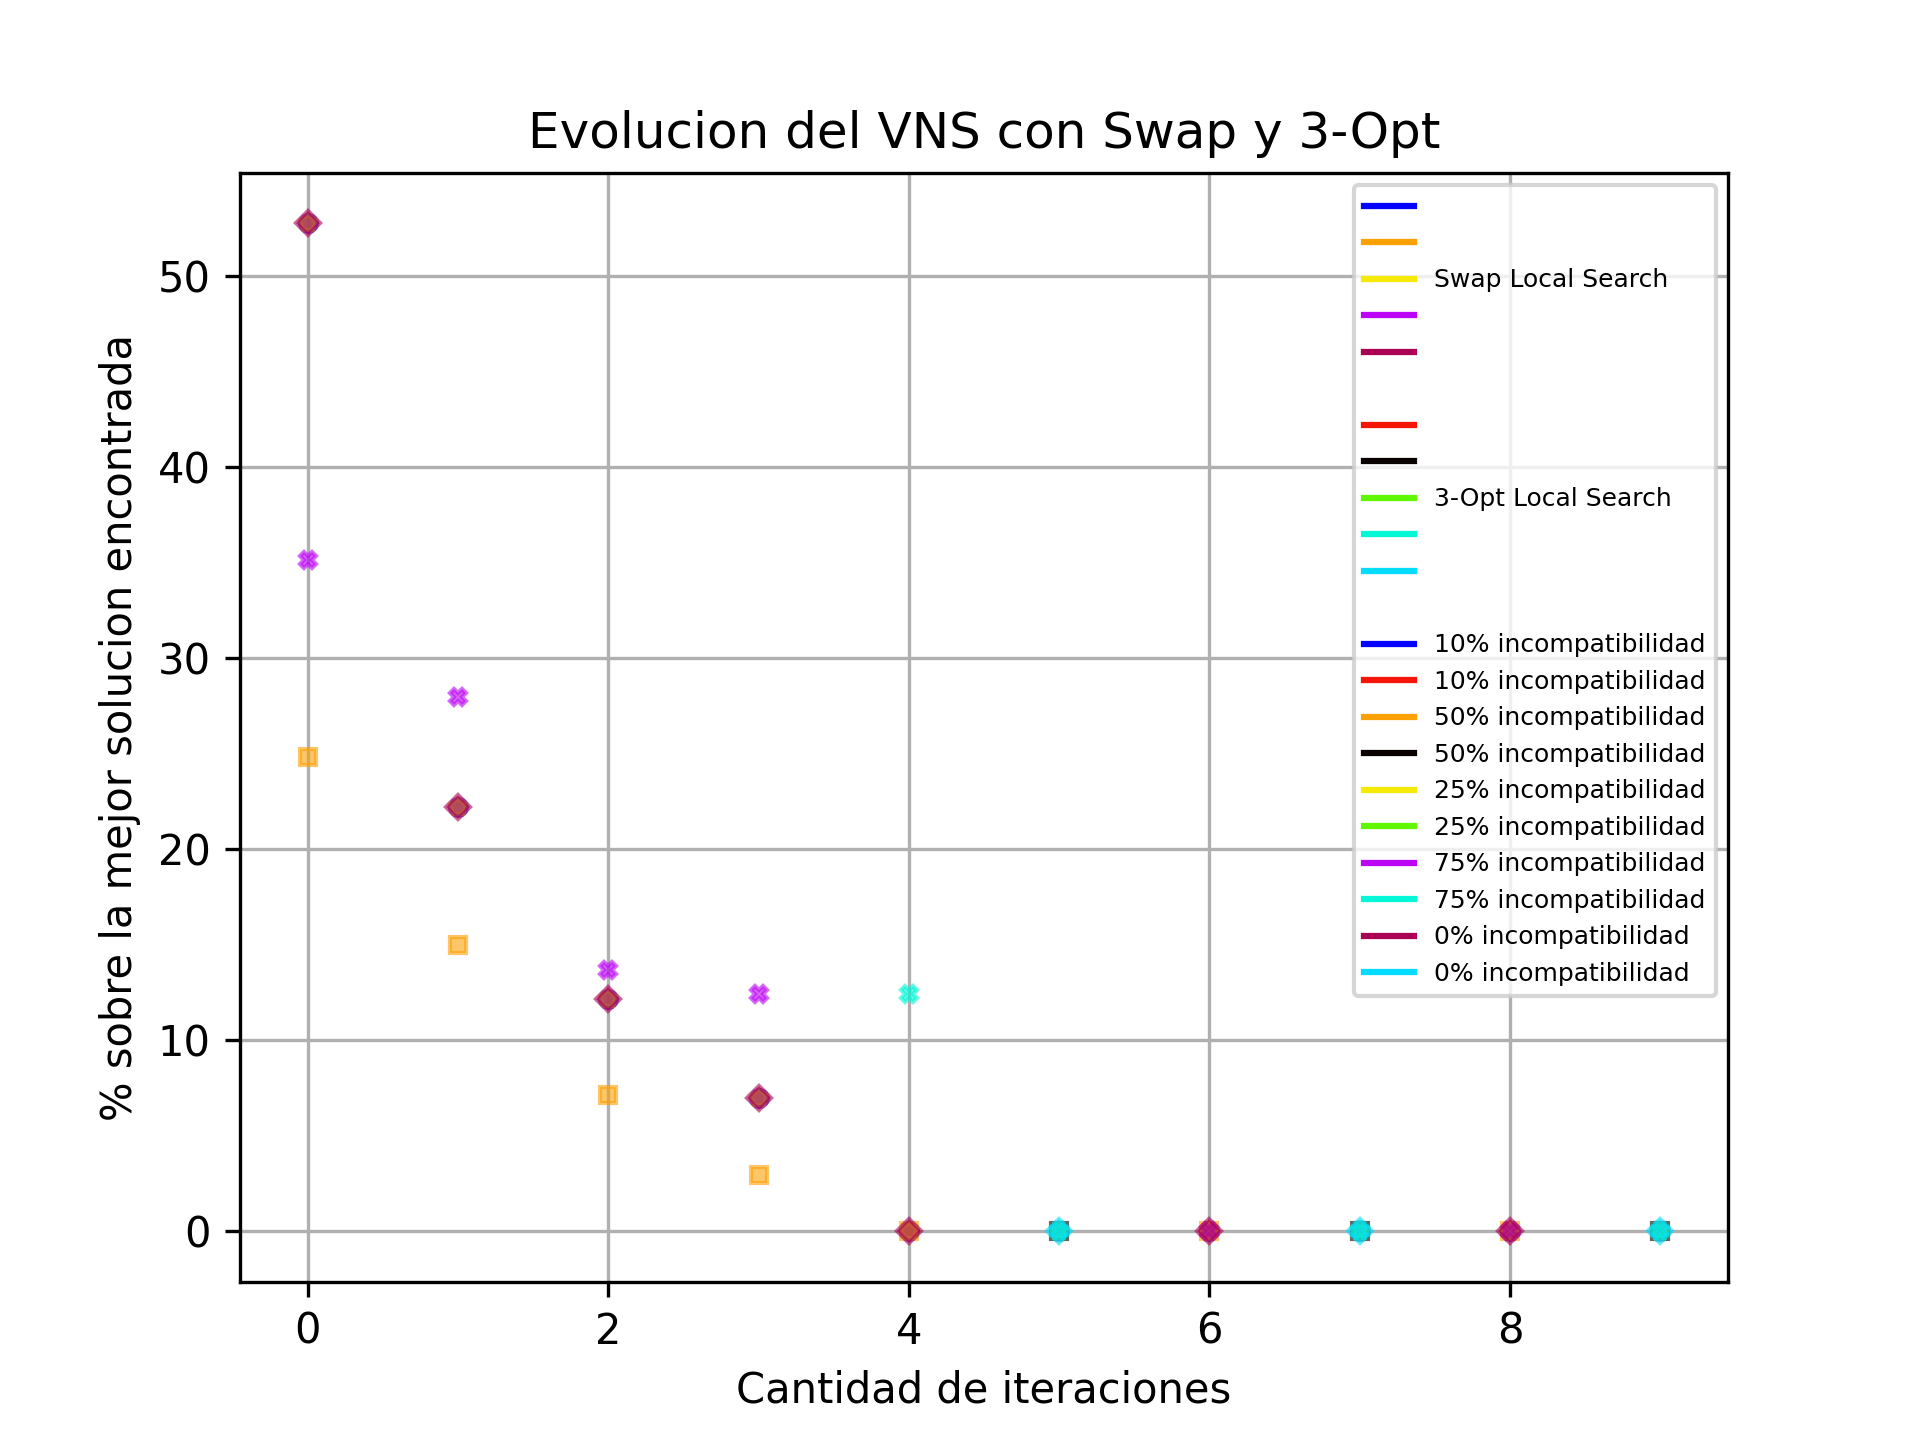 Evolucion del VNS con Swap y 3-Opt
% sobre la mejor solucion encontrada
50
40
30
20
10
0
Swap Local Search
3-Opt Local Search
10% incompatibilidad
10% incompatibilidad
50% incompatibilidad
50% incompatibilidad
25% incompatibilidad
25% incompatibilidad
75% incompatibilidad
75% incompatibilidad
0% incompatibilidad
0% incompatibilidad
0 2 4 6 8
Cantidad de iteraciones